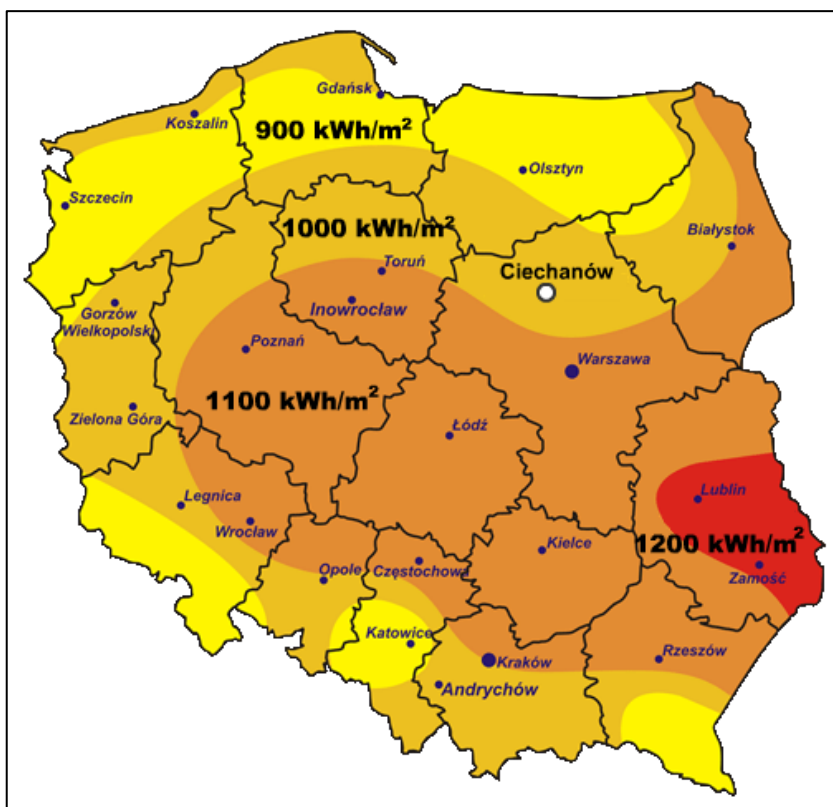 Gdańsk
Koszalin
900 kWh/m²
Olsztyn
Szczecin
1000 kWh/m²
Białystok
Toruń
Ciechanów
Gorzów
Wielkopolski
Inowrocław
Poznań
Warszawa
1100 kWh/m²
Zielona Góra
Łódź
Legnica
Lublin
Wrocław
1200 kWh/m²
Kielce
Opole
Częstochowa
Zamość
Katowice
Kraków
Rzeszów
Andrychów